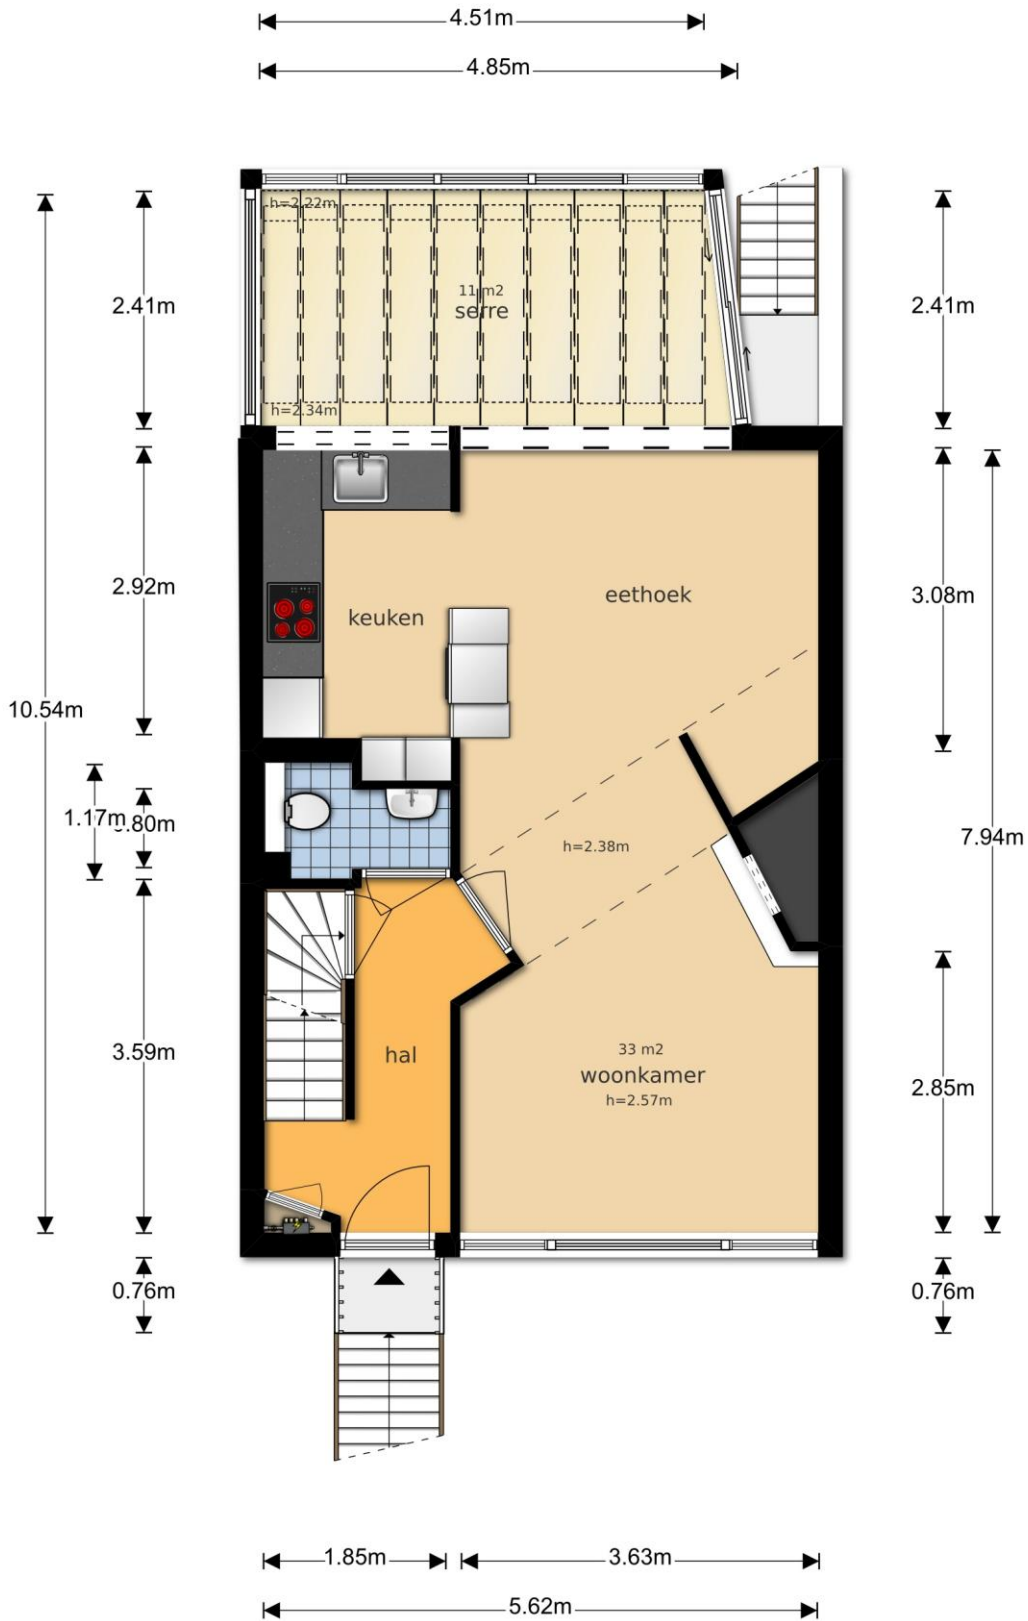 4.51m
4.85m
h=2.22m
2.41m
11 m2
serre
2.41m
h=2.34m
2.92m
keuken
eethoek
3.08m
10.54m
1.17m
0.80m
h=2.38m
7.94m
3.59m
hal
33 m2
woonkamer
h=2.57m
2.85m
0.76m
0.76m
1.85m
3.63m
5.62m